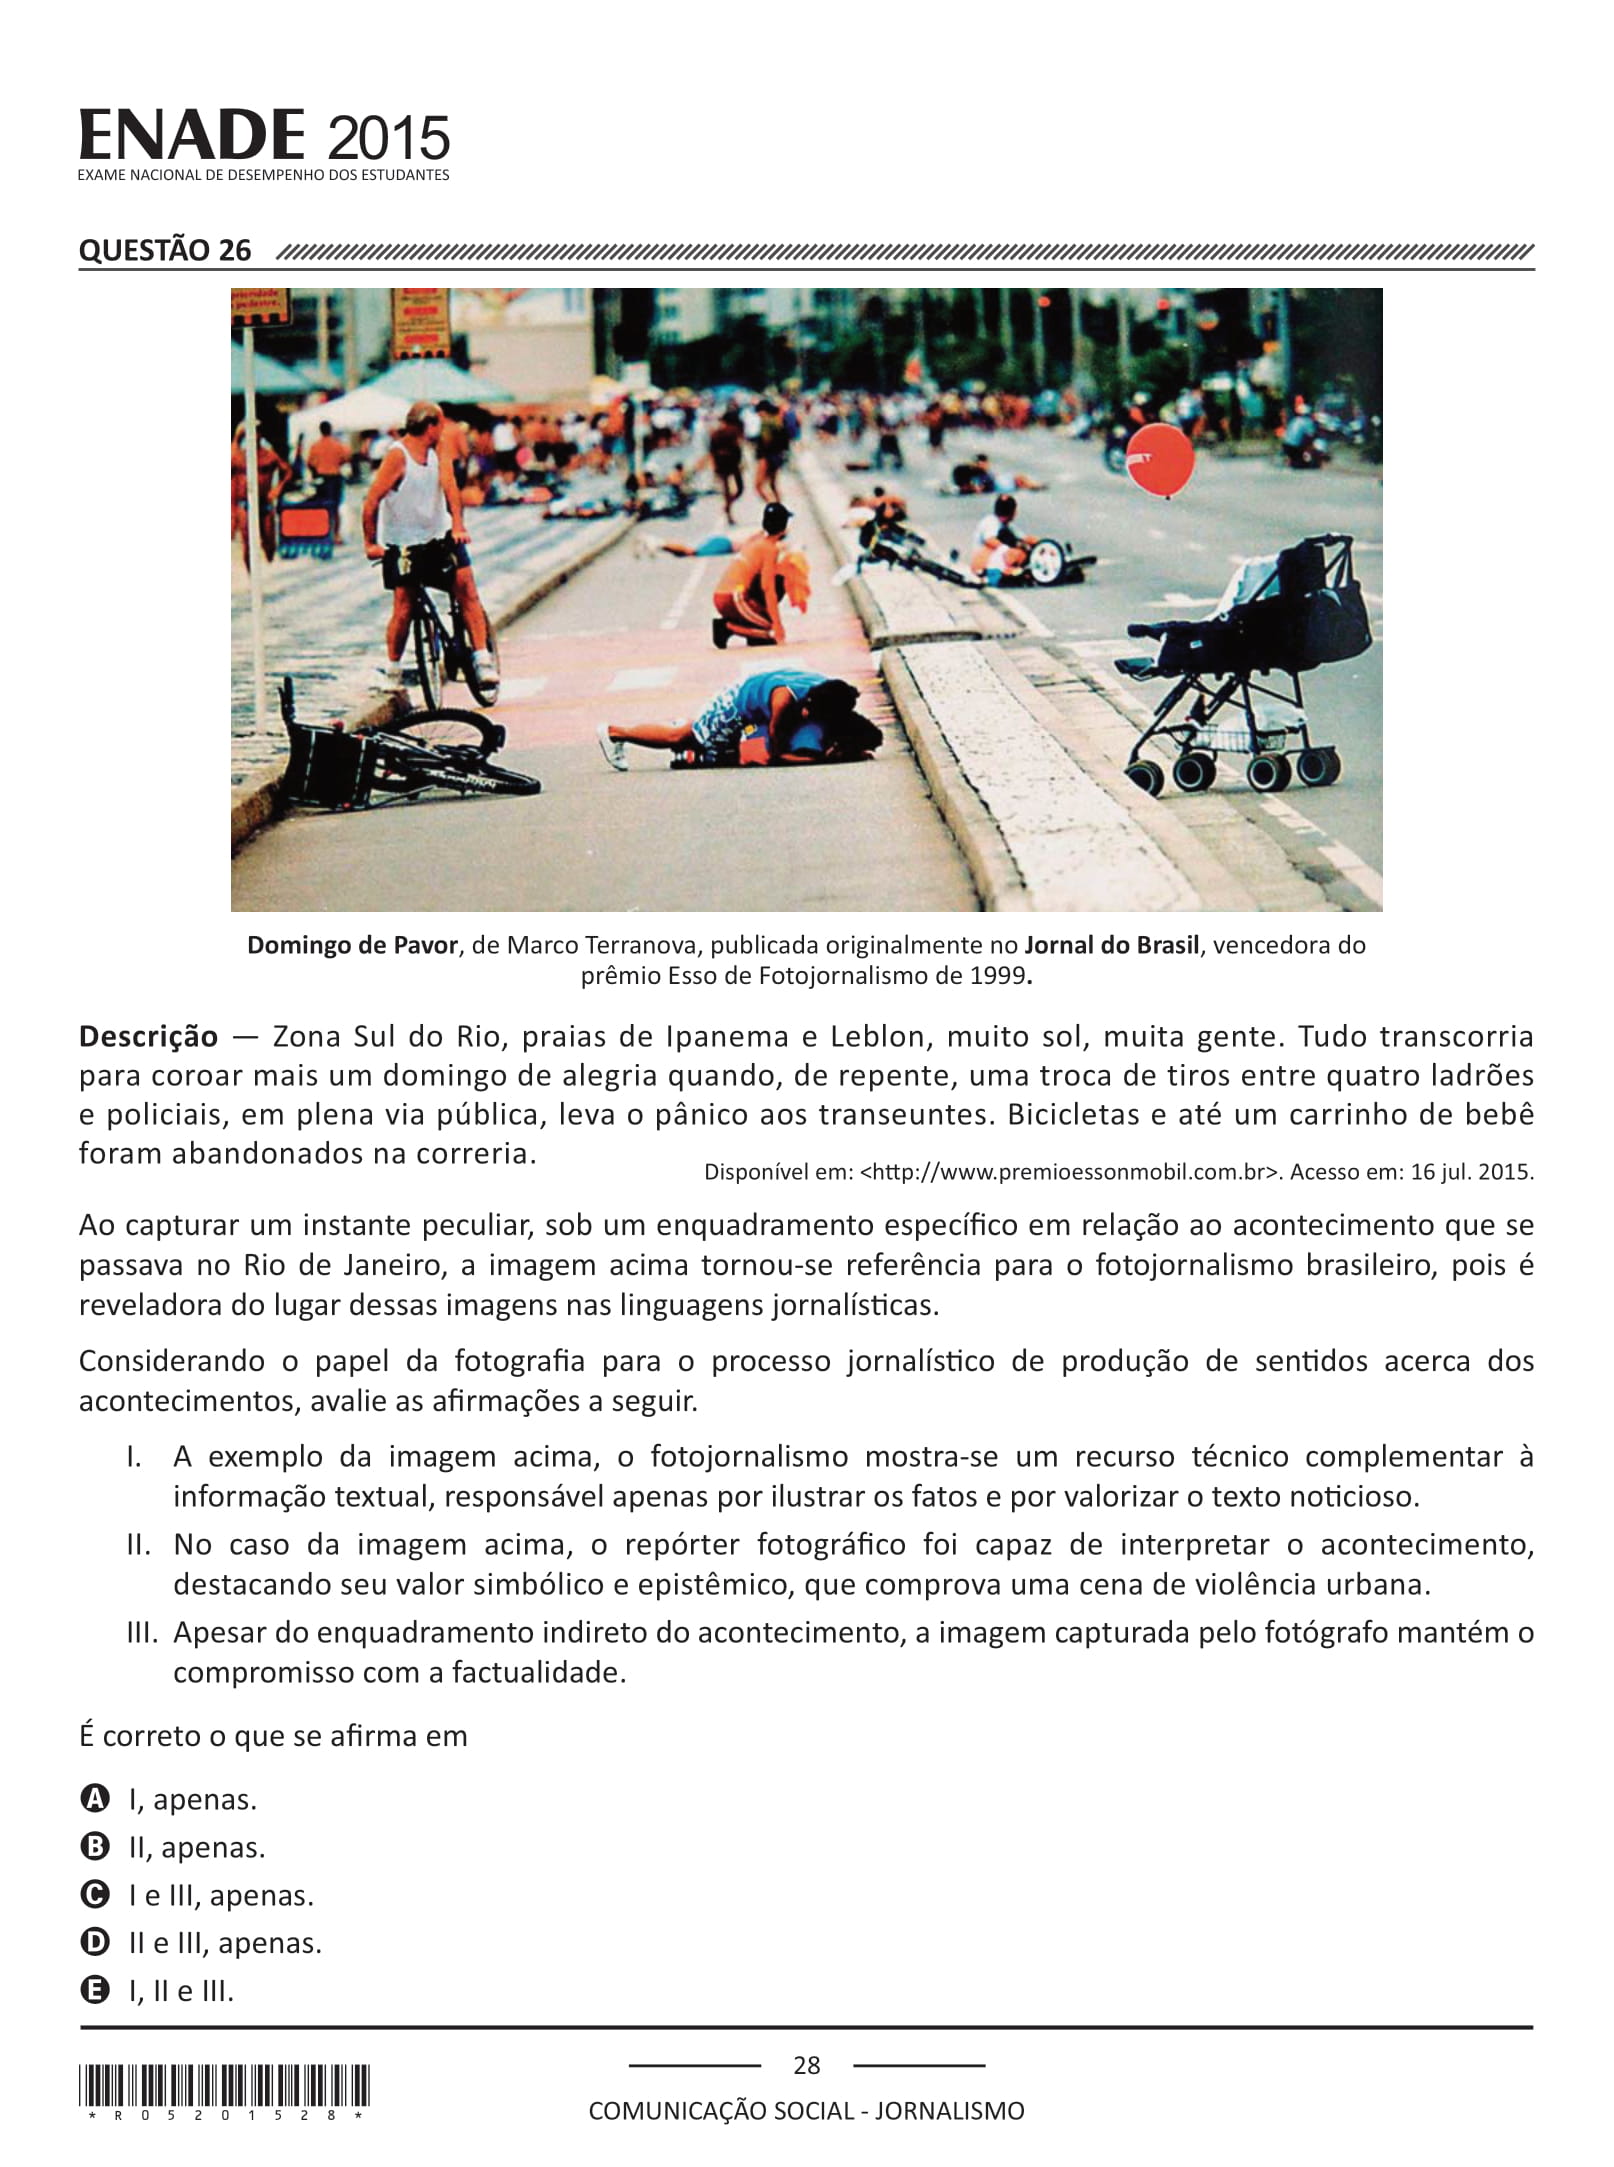 ENADE 2015
EXAME NACIONAL DE DESEMPENHO DOS ESTUDANTES
QUESTÃO 26
prioridade
pedestre.
Domingo de Pavor, de Marco Terranova, publicada originalmente no Jornal do Brasil, vencedora do
prêmio Esso de Fotojornalismo de 1999.
Descrição — Zona Sul do Rio, praias de Ipanema e Leblon, muito sol, muita gente. Tudo transcorria
para coroar mais um domingo de alegria quando, de repente, uma troca de tiros entre quatro ladrões
e policiais, em plena via pública, leva o pânico aos transeuntes. Bicicletas e até um carrinho de bebê
foram abandonados na correria.
Disponível em: <http://www.premioessonmobil.com.br>. Acesso em: 16 jul. 2015.
Ao capturar um instante peculiar, sob um enquadramento específico em relação ao acontecimento que se
passava no Rio de Janeiro, a imagem acima tornou-se referência para o fotojornalismo brasileiro, pois é
reveladora do lugar dessas imagens nas linguagens jornalísticas.
Considerando o papel da fotografia para o processo jornalístico de produção de sentidos acerca dos
acontecimentos, avalie as afirmações a seguir.
I. A exemplo da imagem acima, o fotojornalismo mostra-se um recurso técnico complementar à
informação textual, responsável apenas por ilustrar os fatos e por valorizar o texto noticioso.
II. No caso da imagem acima, o repórter fotográfico foi capaz de interpretar o acontecimento,
destacando seu valor simbólico e epistêmico, que comprova uma cena de violência urbana.
III. Apesar do enquadramento indireto do acontecimento, a imagem capturada pelo fotógrafo mantém o
compromisso com a factualidade.
É correto o que se afirma em
A I, apenas.
B II, apenas.
C I e III, apenas.
D II e III, apenas.
E I, II e III.
28
COMUNICAÇÃO SOCIAL - JORNALISMO
*R05201528*